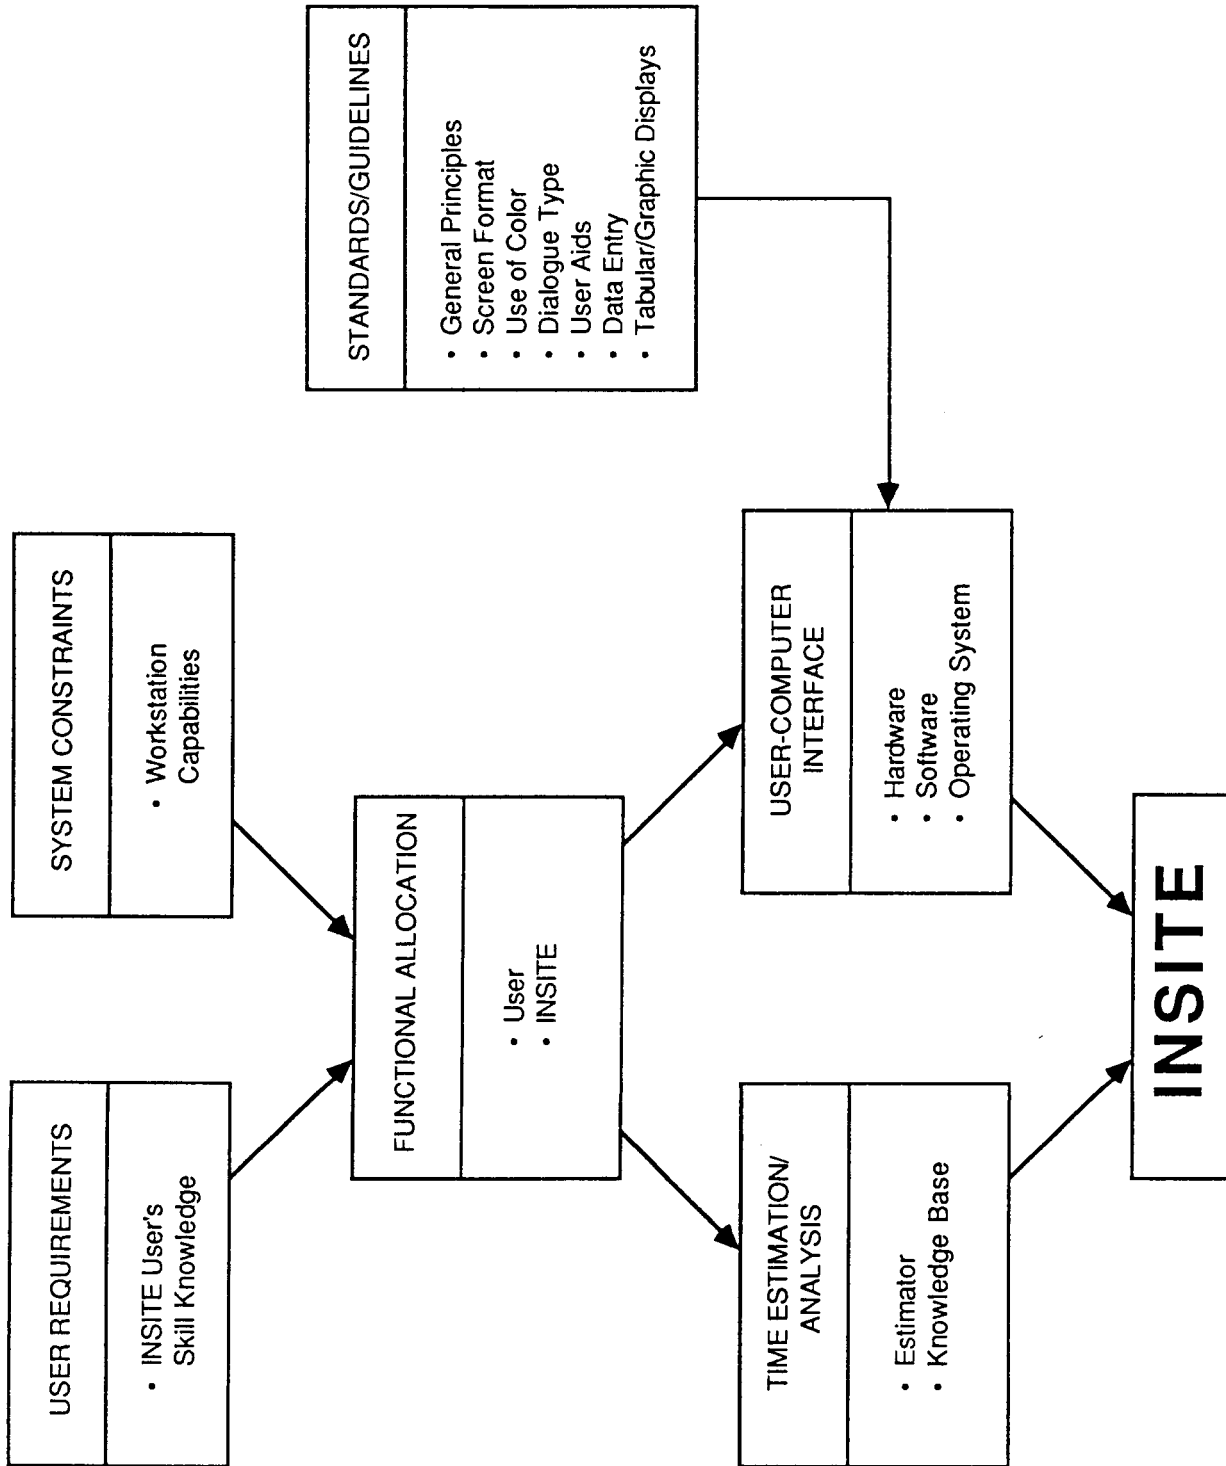 USER REQUIREMENTS
• INSITE User's
Skill Knowledge
SYSTEM CONSTRAINTS
• Workstation
Capabilities
FUNCTIONAL ALLOCATION
• User
• INSITE
STANDARDS/GUIDELINES
• General Principles
• Screen Format
• Use of Color
• Dialogue Type
• User Aids
• Data Entry
• Tabular/Graphic Displays
TIME ESTIMATION/
ANALYSIS
• Estimator
• Knowledge Base
USER-COMPUTER
INTERFACE
• Hardware
• Software
• Operating System
INSITE